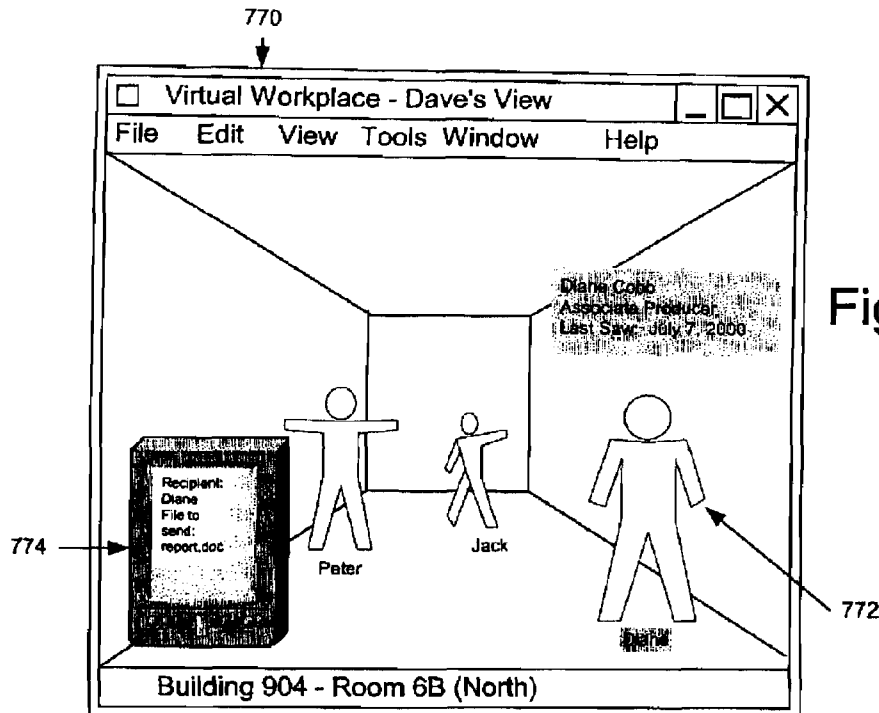 770
Virtual Workplace - Dave's View
File Edit View Tools Window Help
Diane Cobo
Associate Producer
Last Saw: July 7, 2000
Fig
Recipient:
Diane
File to
send:
report.doc
774
Peter
Jack
772
Diane
Building 904 - Room 6B (North)